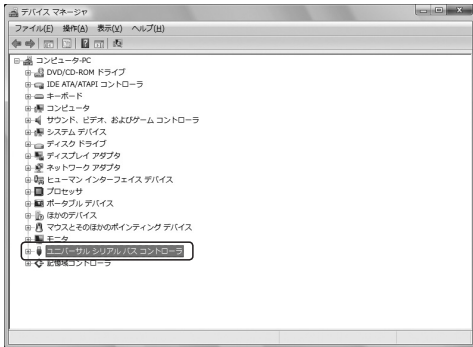 デバイス マネージャ
ファイル(F) 操作(A) 表示(V) ヘルプ(H)
コンピュータ-PC
DVD/CD-ROM ドライブ
IDE ATA/ATAPI コントローラ
キーボード
コンピュータ
サウンド、ビデオ、およびゲーム コントローラ
システム デバイス
ディスク ドライブ
ディスプレイ アダプタ
ネットワーク アダプタ
ヒューマン インターフェイス デバイス
プロセッサ
ポータブル デバイス
ほかのデバイス
マウスとそのほかのポインティング デバイス
モニタ
ユニバーサル シリアル バス コントローラ
記憶域コントローラ